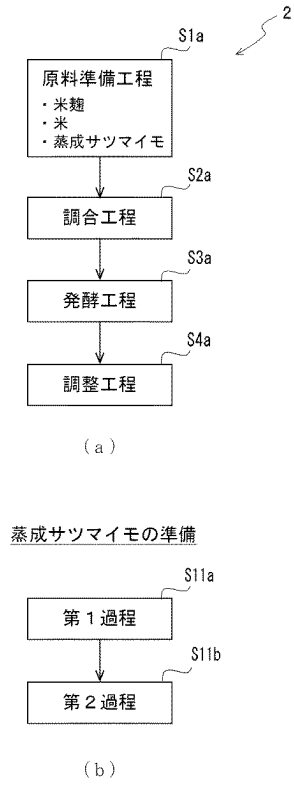 2
S1a
原料準備工程
・米麹
・米
・蒸成サツマイモ
S2a
調合工程
S3a
発酵工程
S4a
調整工程
(a)
蒸成サツマイモの準備
S11a
第1過程
S11b
第2過程
(b)